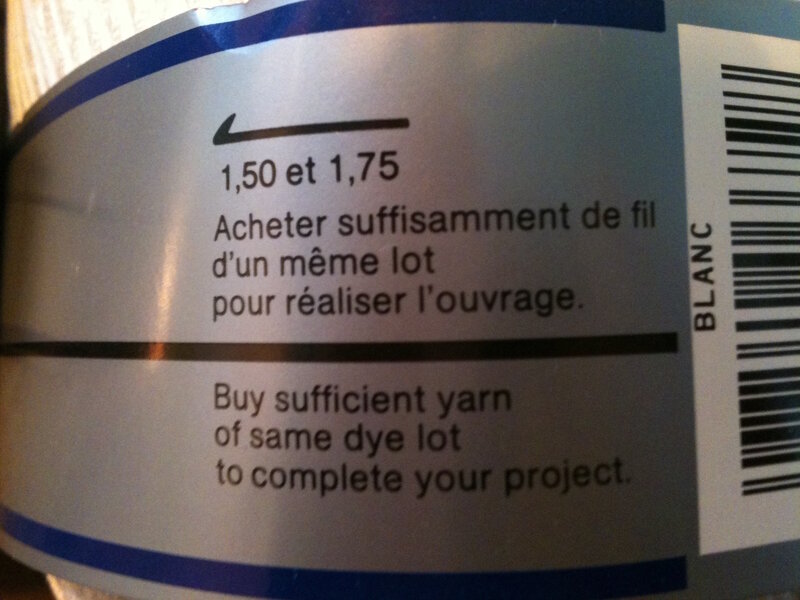 1,50 et 1,75
Acheter suffisamment de fil
d'un même lot
pour réaliser l'ouvrage.
Buy sufficient yarn
of same dye lot
to complete your project.
BLANC